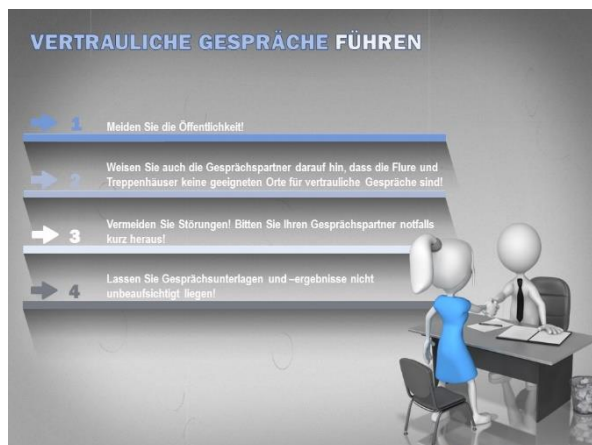 VERTRAULICHE GESPRÄCHE FÜHREN
1 Meiden Sie die Öffentlichkeit!
2 Weisen Sie auch die Gesprächspartner darauf hin, dass die Flure und
Treppenhäuser keine geeigneten Orte für vertrauliche Gespräche sind!
3 Vermeiden Sie Störungen! Bitten Sie Ihren Gesprächspartner notfalls
kurz heraus!
4 Lassen Sie Gesprächsunterlagen und –ergebnisse nicht
unbeaufsichtigt liegen!